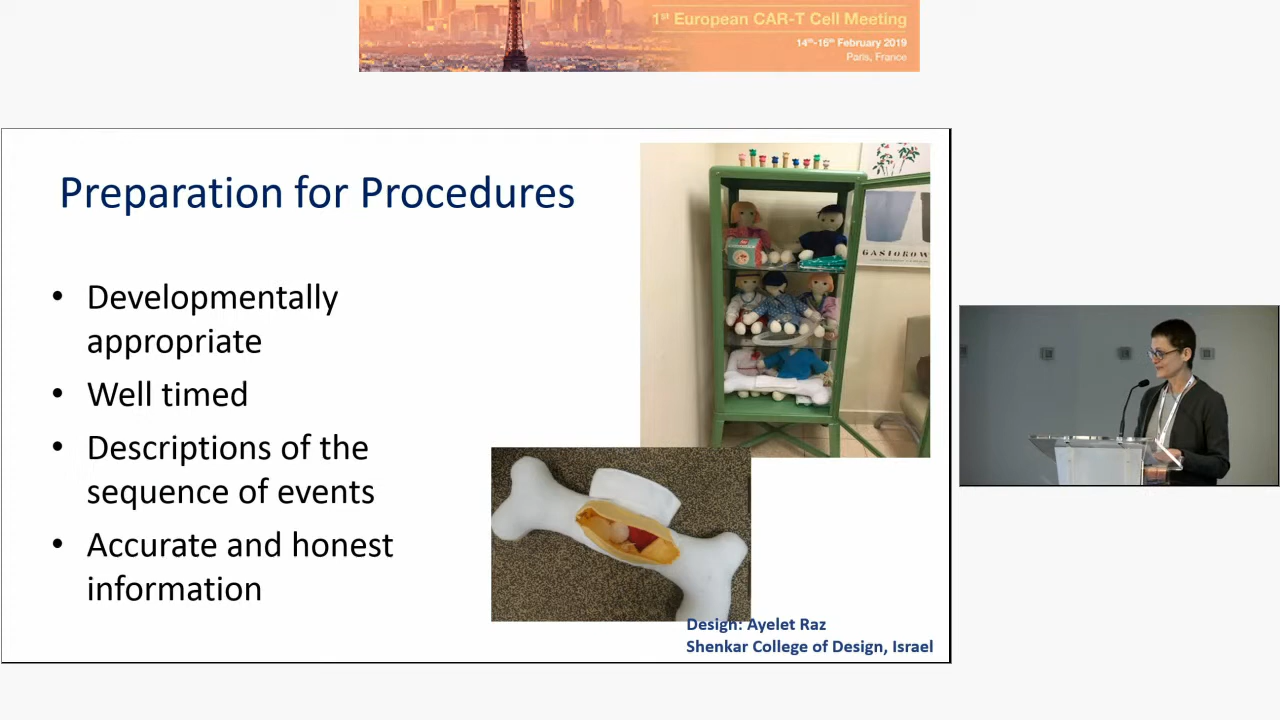 1st European CAR-T Cell Meeting
14th-16th February 2019
Paris, France
Preparation for Procedures
• Developmentally
appropriate
• Well timed
• Descriptions of the
sequence of events
• Accurate and honest
information
Design: Ayelet Raz
Shenkar College of Design, Israel